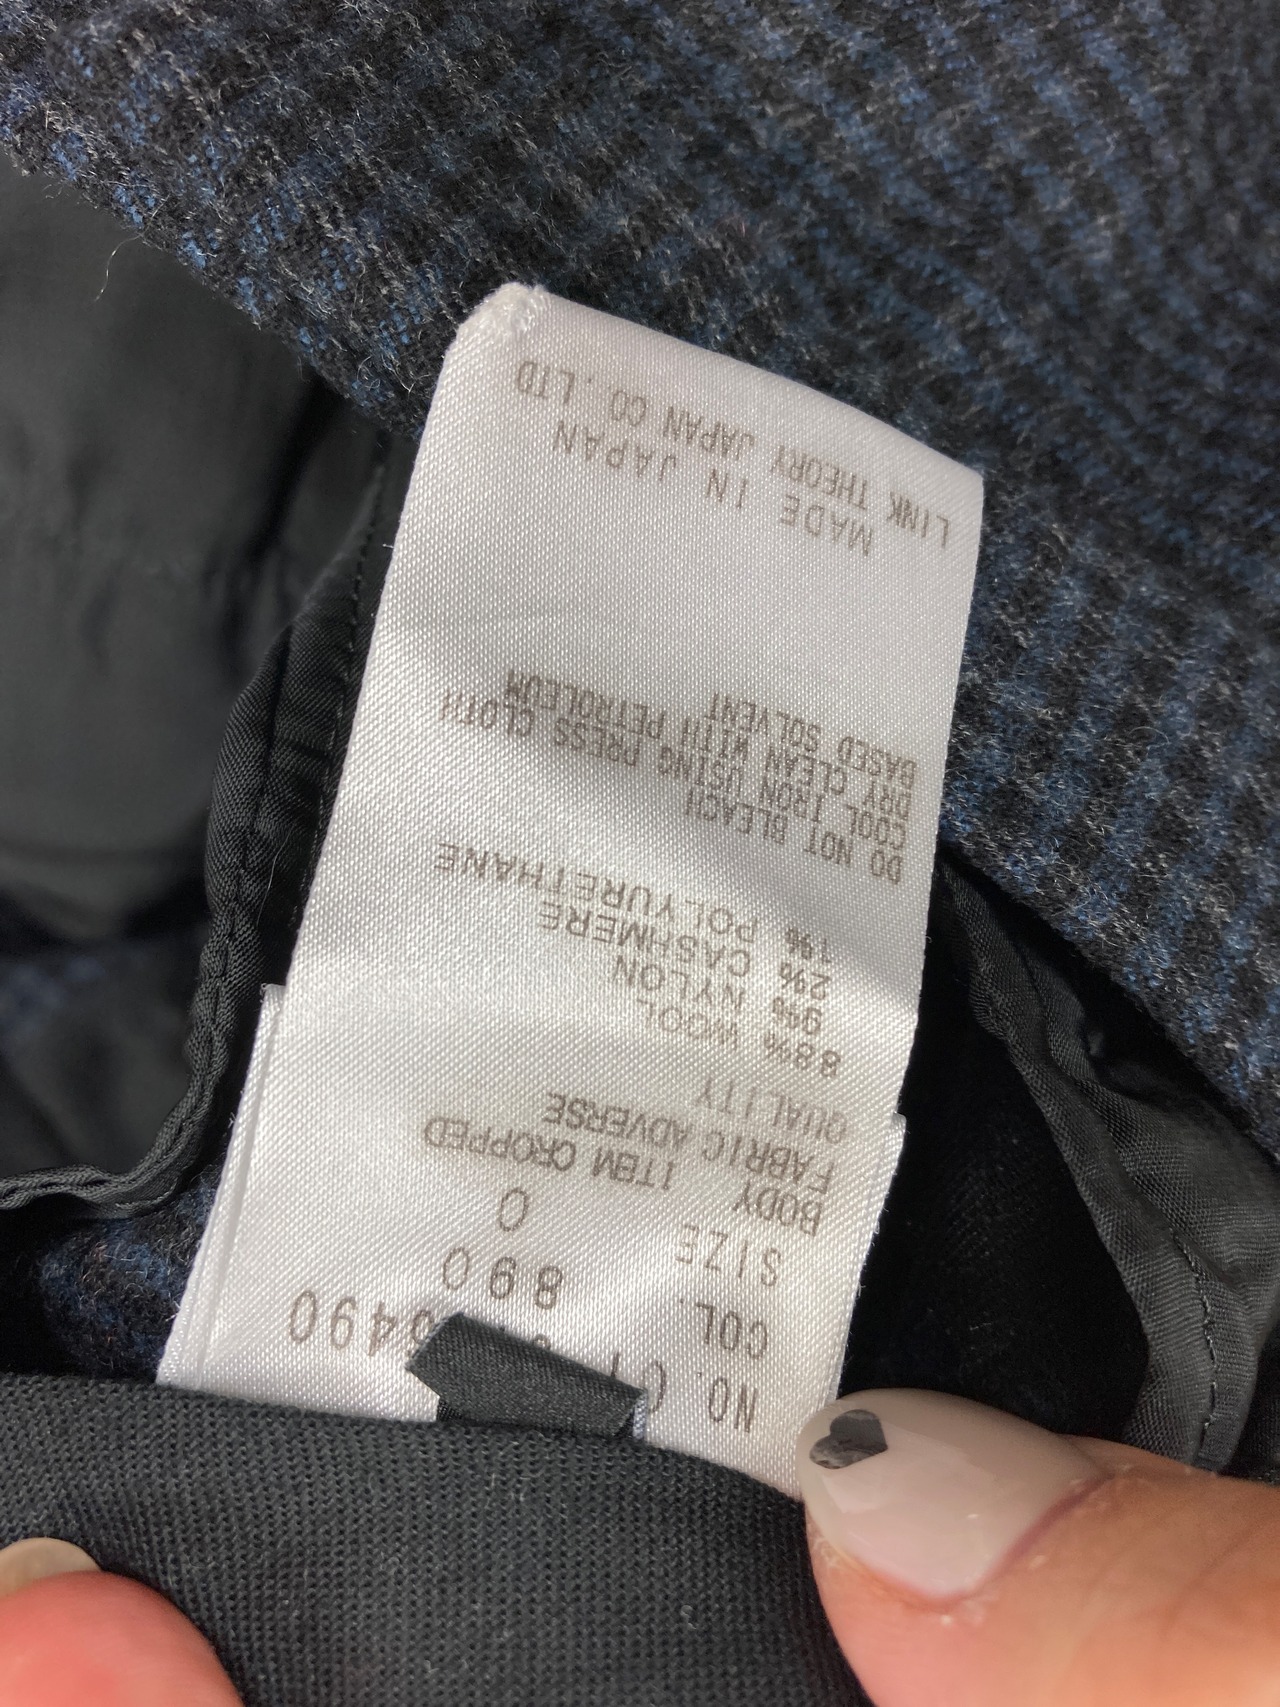 NO. 6490
COL. 890
SIZE 0
BODY ITEM CROPPED
FABRIC ADVERSE
QUALITY
88% WOOL
9% NYLON
2% CASHMERE
1% POLYURETHANE
DO NOT BLEACH
COOL IRON USING PRESS CLOTH
DRY CLEAN WITH PETROLEUM
BASED SOLVENT
MADE IN JAPAN
LINK THEORY JAPAN CO.,LTD